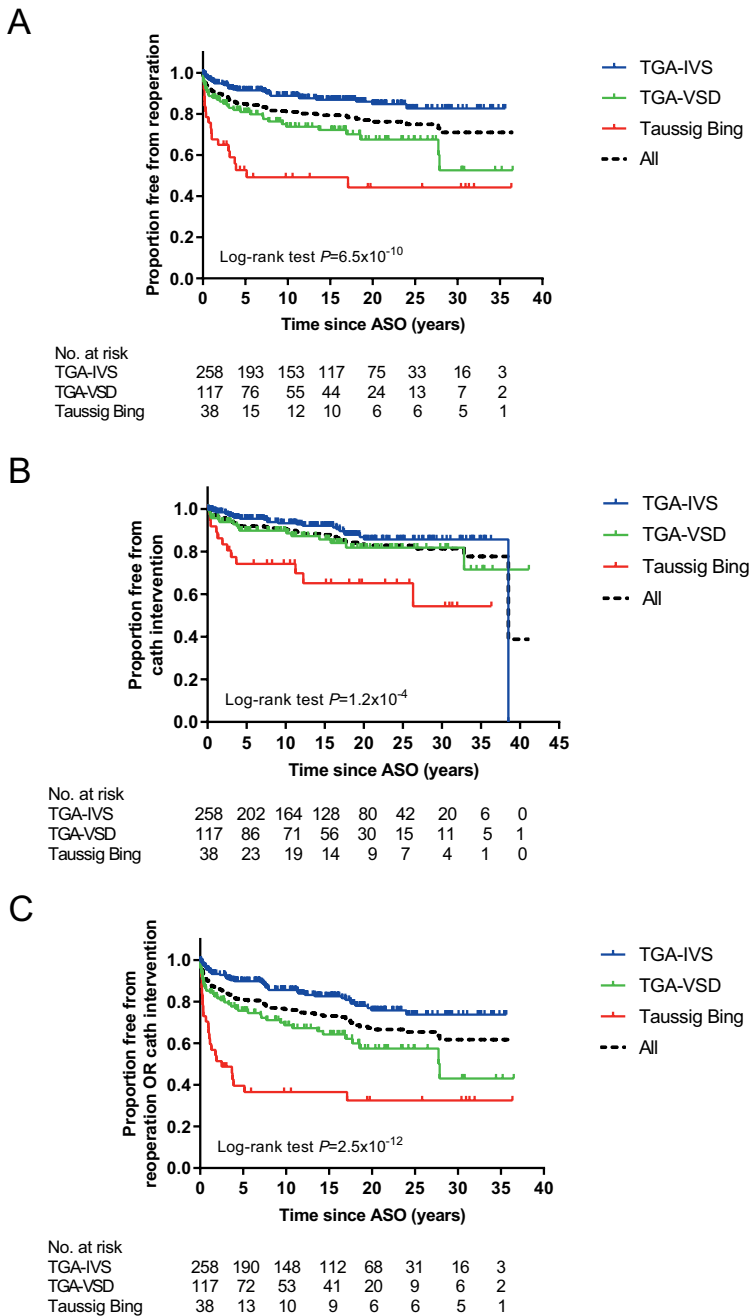 A
Proportion free from reoperation
1.0
0.8
0.6
0.4
0.2
0.0
Log-rank test P=6.5x10-10
0 5 10 15 20 25 30 35 40
Time since ASO (years)
TGA-IVS
TGA-VSD
Taussig Bing
All
No. at risk
TGA-IVS 258 193 153 117 75 33 16 3
TGA-VSD 117 76 55 44 24 13 7 2
Taussig Bing 38 15 12 10 6 6 5 1
B
Proportion free from
cath intervention
1.0
0.8
0.6
0.4
0.2
0.0
Log-rank test P=1.2x10-4
0 5 10 15 20 25 30 35 40 45
Time since ASO (years)
TGA-IVS
TGA-VSD
Taussig Bing
All
No. at risk
TGA-IVS 258 202 164 128 80 42 20 6 0
TGA-VSD 117 86 71 56 30 15 11 5 1
Taussig Bing 38 23 19 14 9 7 4 1 0
C
Proportion free from
reoperation OR cath intervention
1.0
0.8
0.6
0.4
0.2
0.0
Log-rank test P=2.5x10-12
0 5 10 15 20 25 30 35 40
Time since ASO (years)
TGA-IVS
TGA-VSD
Taussig Bing
All
No. at risk
TGA-IVS 258 190 148 112 68 31 16 3
TGA-VSD 117 72 53 41 20 9 6 2
Taussig Bing 38 13 10 9 6 6 5 1